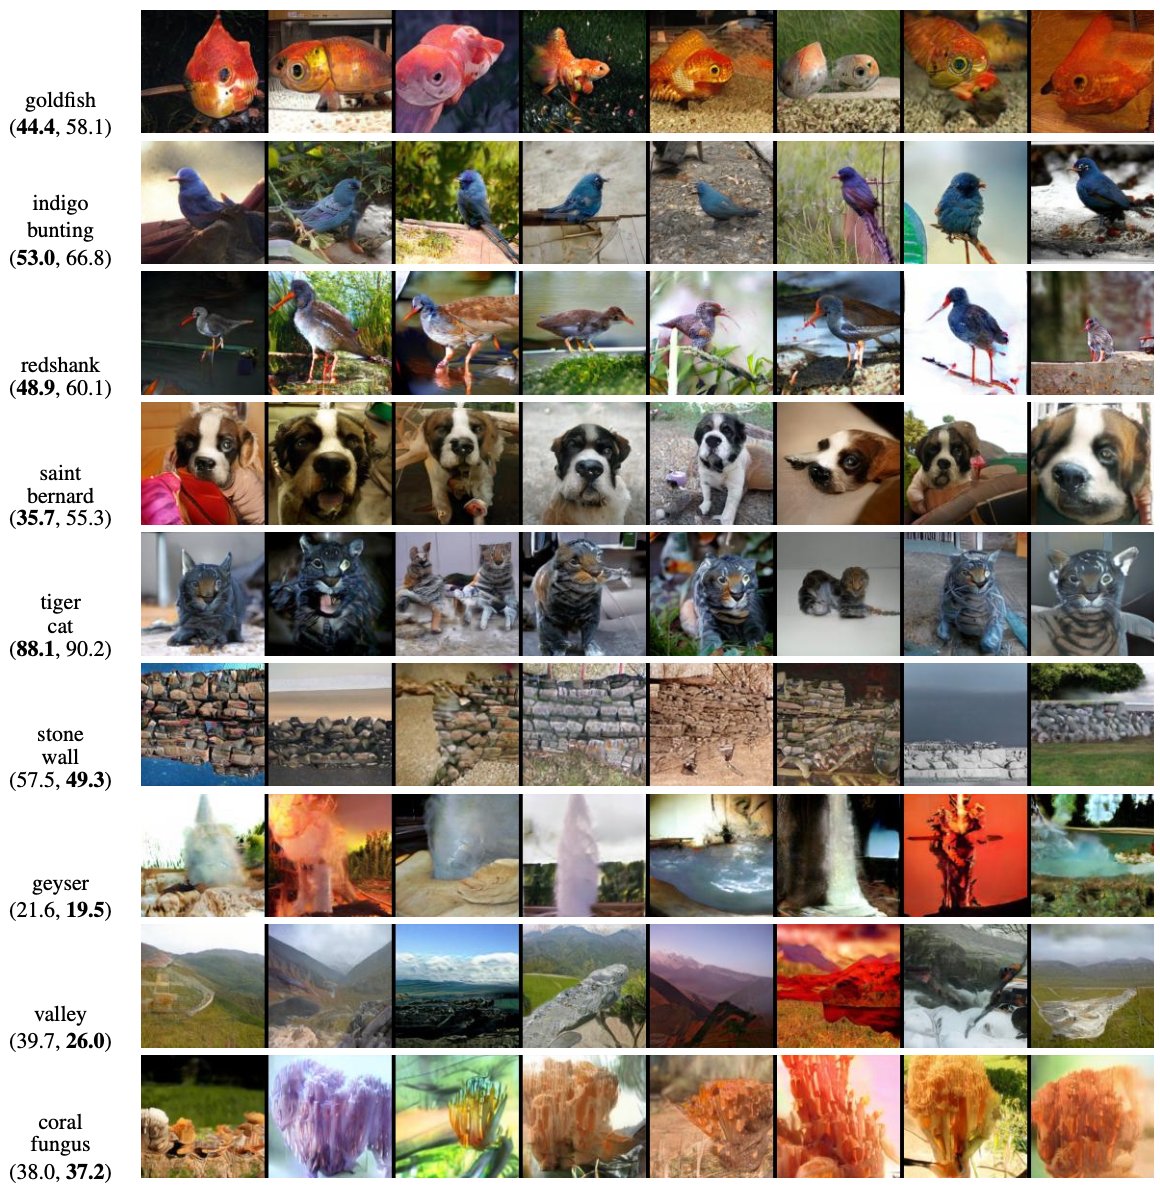 goldfish
(44.4, 58.1)
indigo
bunting
(53.0, 66.8)
redshank
(48.9, 60.1)
saint
bernard
(35.7, 55.3)
tiger
cat
(88.1, 90.2)
stone
wall
(57.5, 49.3)
geyser
(21.6, 19.5)
valley
(39.7, 26.0)
coral
fungus
(38.0, 37.2)